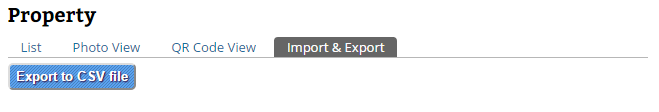 Property
List Photo View QR Code View Import & Export
Export to CSV file